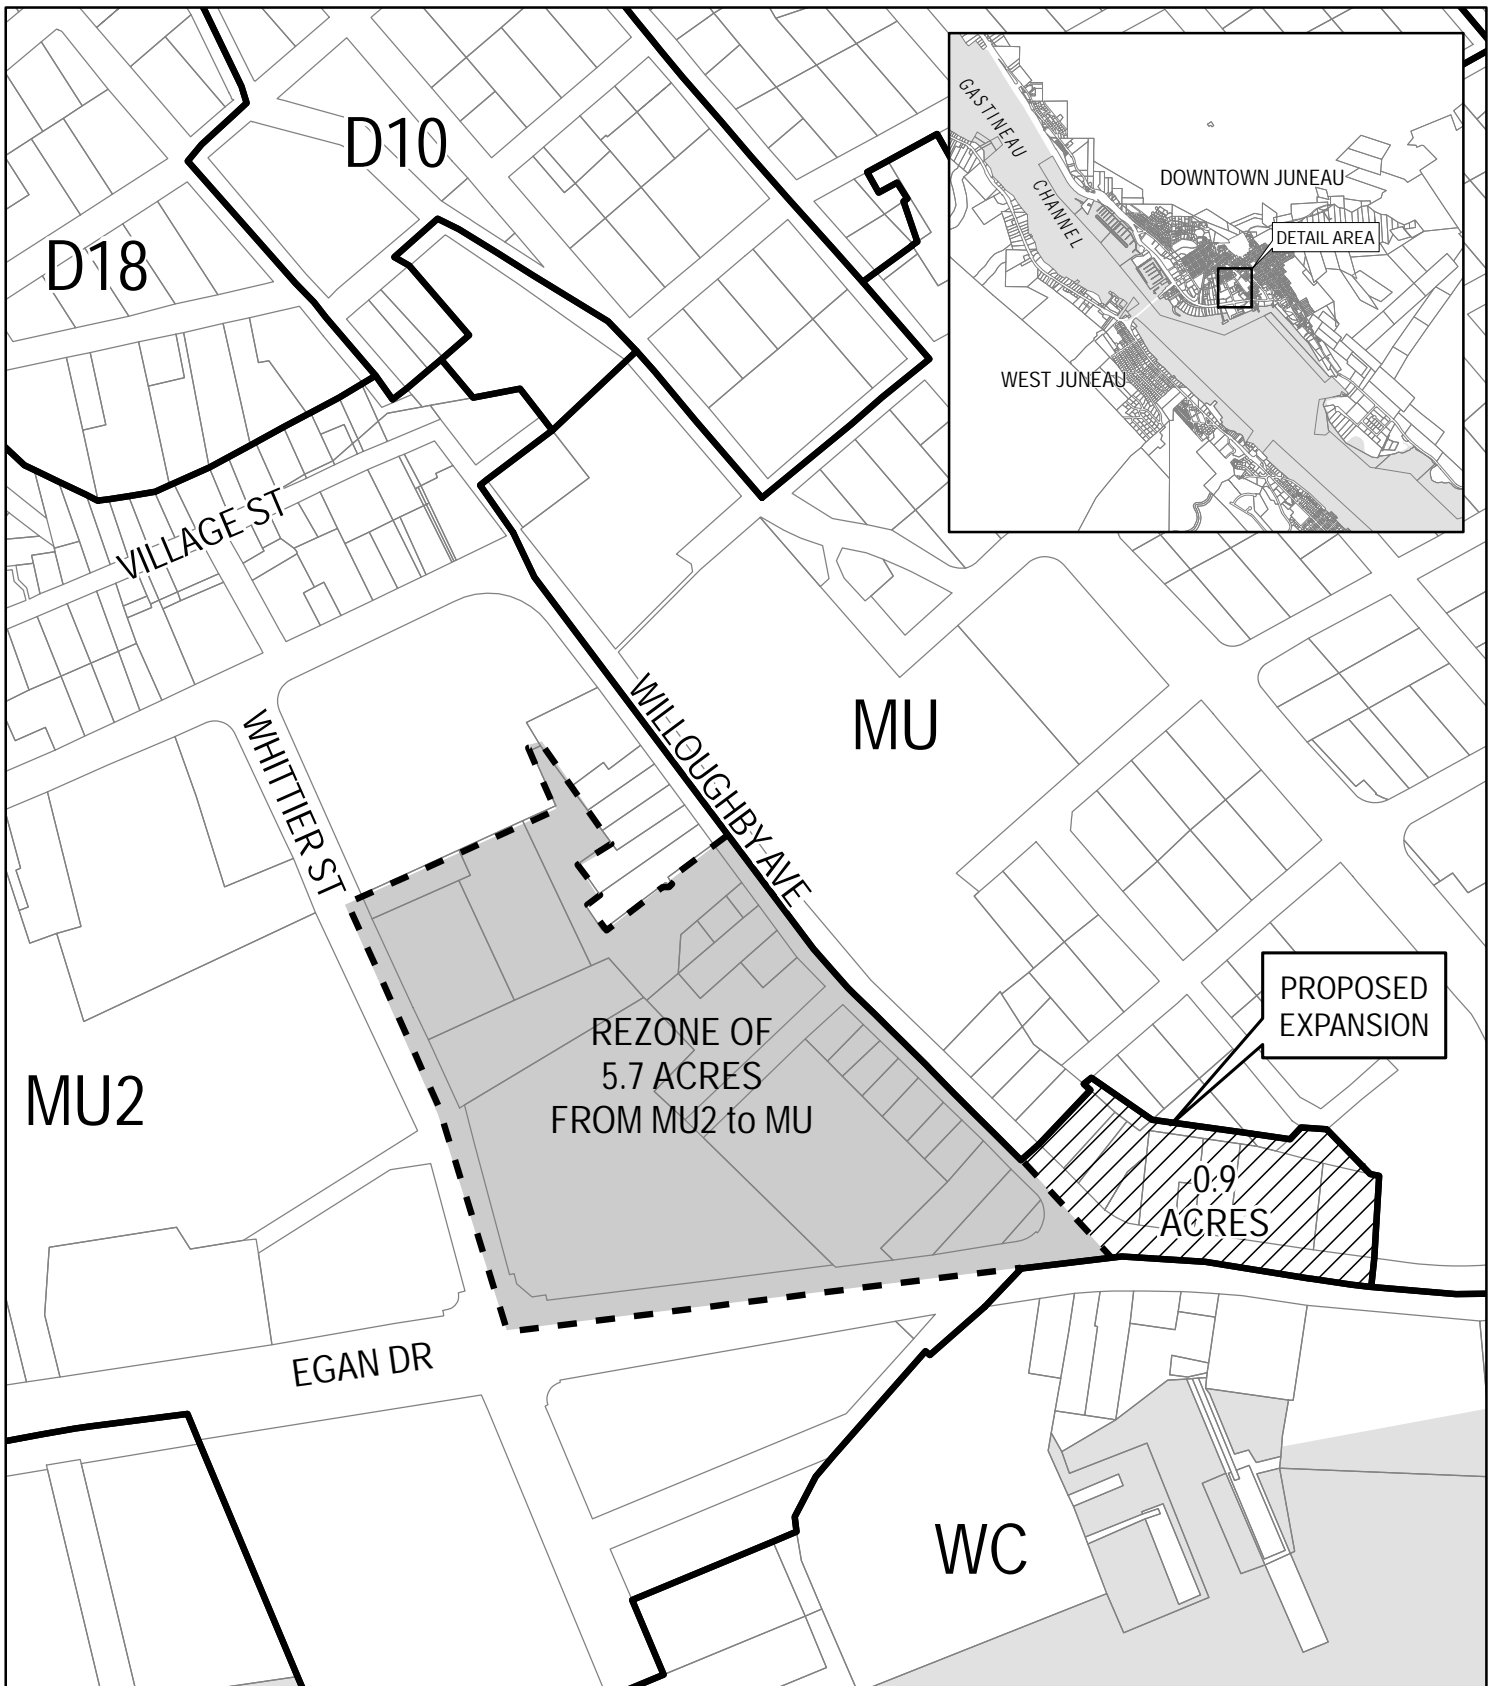 D10
D18
GASTINEAU
CHANNEL
DOWNTOWN JUNEAU
DETAIL AREA
WEST JUNEAU
VILLAGE ST
WHITTIER ST
WILLOUGHBY AVE
MU
PROPOSED
EXPANSION
REZONE OF
5.7 ACRES
FROM MU2 to MU
MU2
0.9
ACRES
EGAN DR
WC